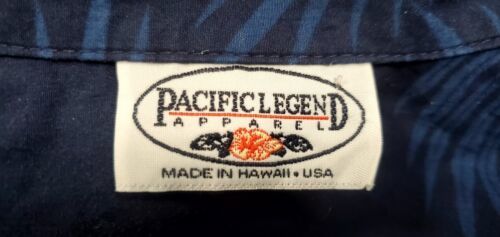 PACIFIC LEGEND
APPAREL
MADE IN HAWAII • USA